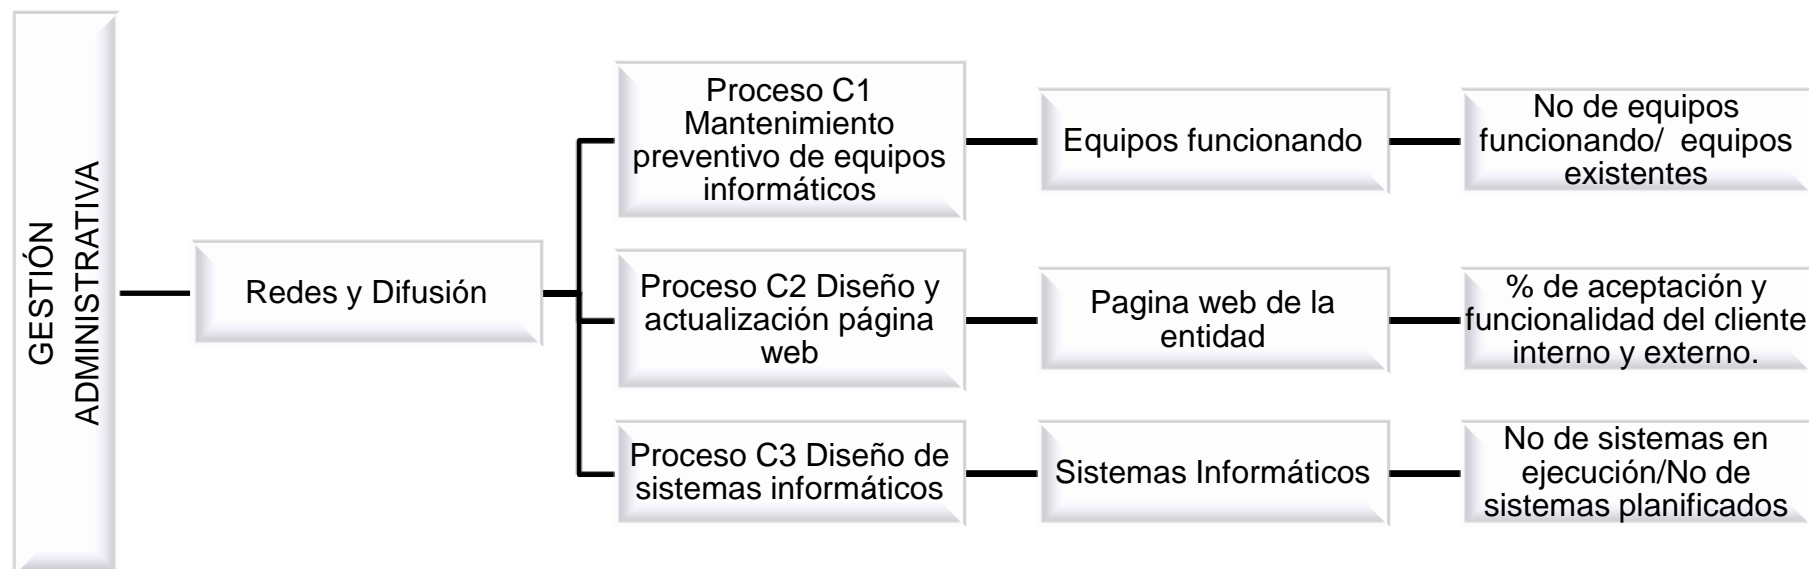 GESTIÓN
ADMINISTRATIVA
Redes y Difusión
Proceso C1
Mantenimiento
preventivo de equipos
informáticos
Equipos funcionando
No de equipos
funcionando/  equipos
existentes
Proceso C2 Diseño y
actualización página
web
Pagina web de la
entidad
% de aceptación y
funcionalidad del cliente
interno y externo.
Proceso C3 Diseño de
sistemas informáticos
Sistemas Informáticos
No de sistemas en
ejecución/No de
sistemas planificados